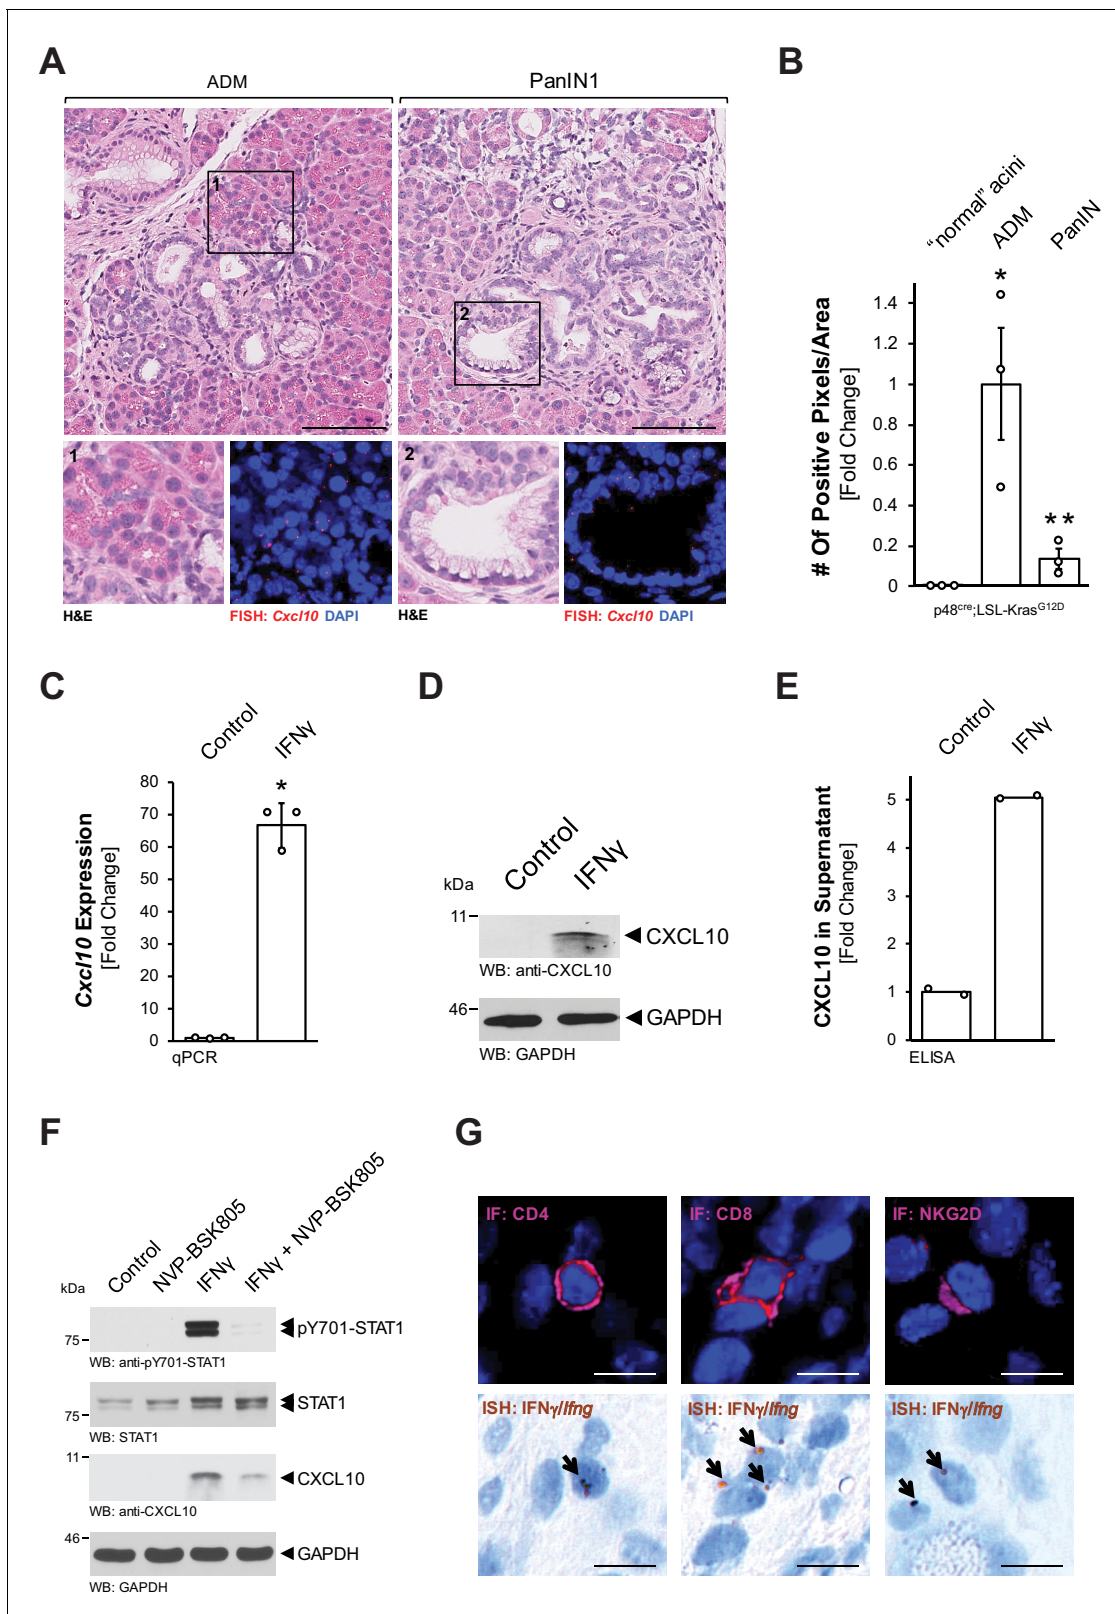 A
ADM
PanIN1
1
2
1
2
H&E
FISH: Cxcl10 DAPI
H&E
FISH: Cxcl10 DAPI
B
"normal" acini
ADM
PanIN
# Of Positive Pixels/Area
[Fold Change]
1.4
1.2
1
0.8
0.6
0.4
0.2
0
*
**
p48cre;LSL-KrasG12D
C
Control
IFNγ
Cxcl10 Expression
[Fold Change]
80
70
60
50
40
30
20
10
0
*
qPCR
D
Control
IFNγ
kDa
11
CXCL10
WB: anti-CXCL10
46
GAPDH
WB: GAPDH
E
Control
IFNγ
CXCL10 in Supernatant
[Fold Change]
5
4
3
2
1
0
ELISA
F
Control
NVP-BSK805
IFNγ
IFNγ + NVP-BSK805
kDa
75
pY701-STAT1
WB: anti-pY701-STAT1
STAT1
75
WB: STAT1
11
CXCL10
WB: anti-CXCL10
46
GAPDH
WB: GAPDH
G
IF: CD4
IF: CD8
IF: NKG2D
ISH: IFNγ/Ifng
ISH: IFNγ/Ifng
ISH: IFNγ/Ifng